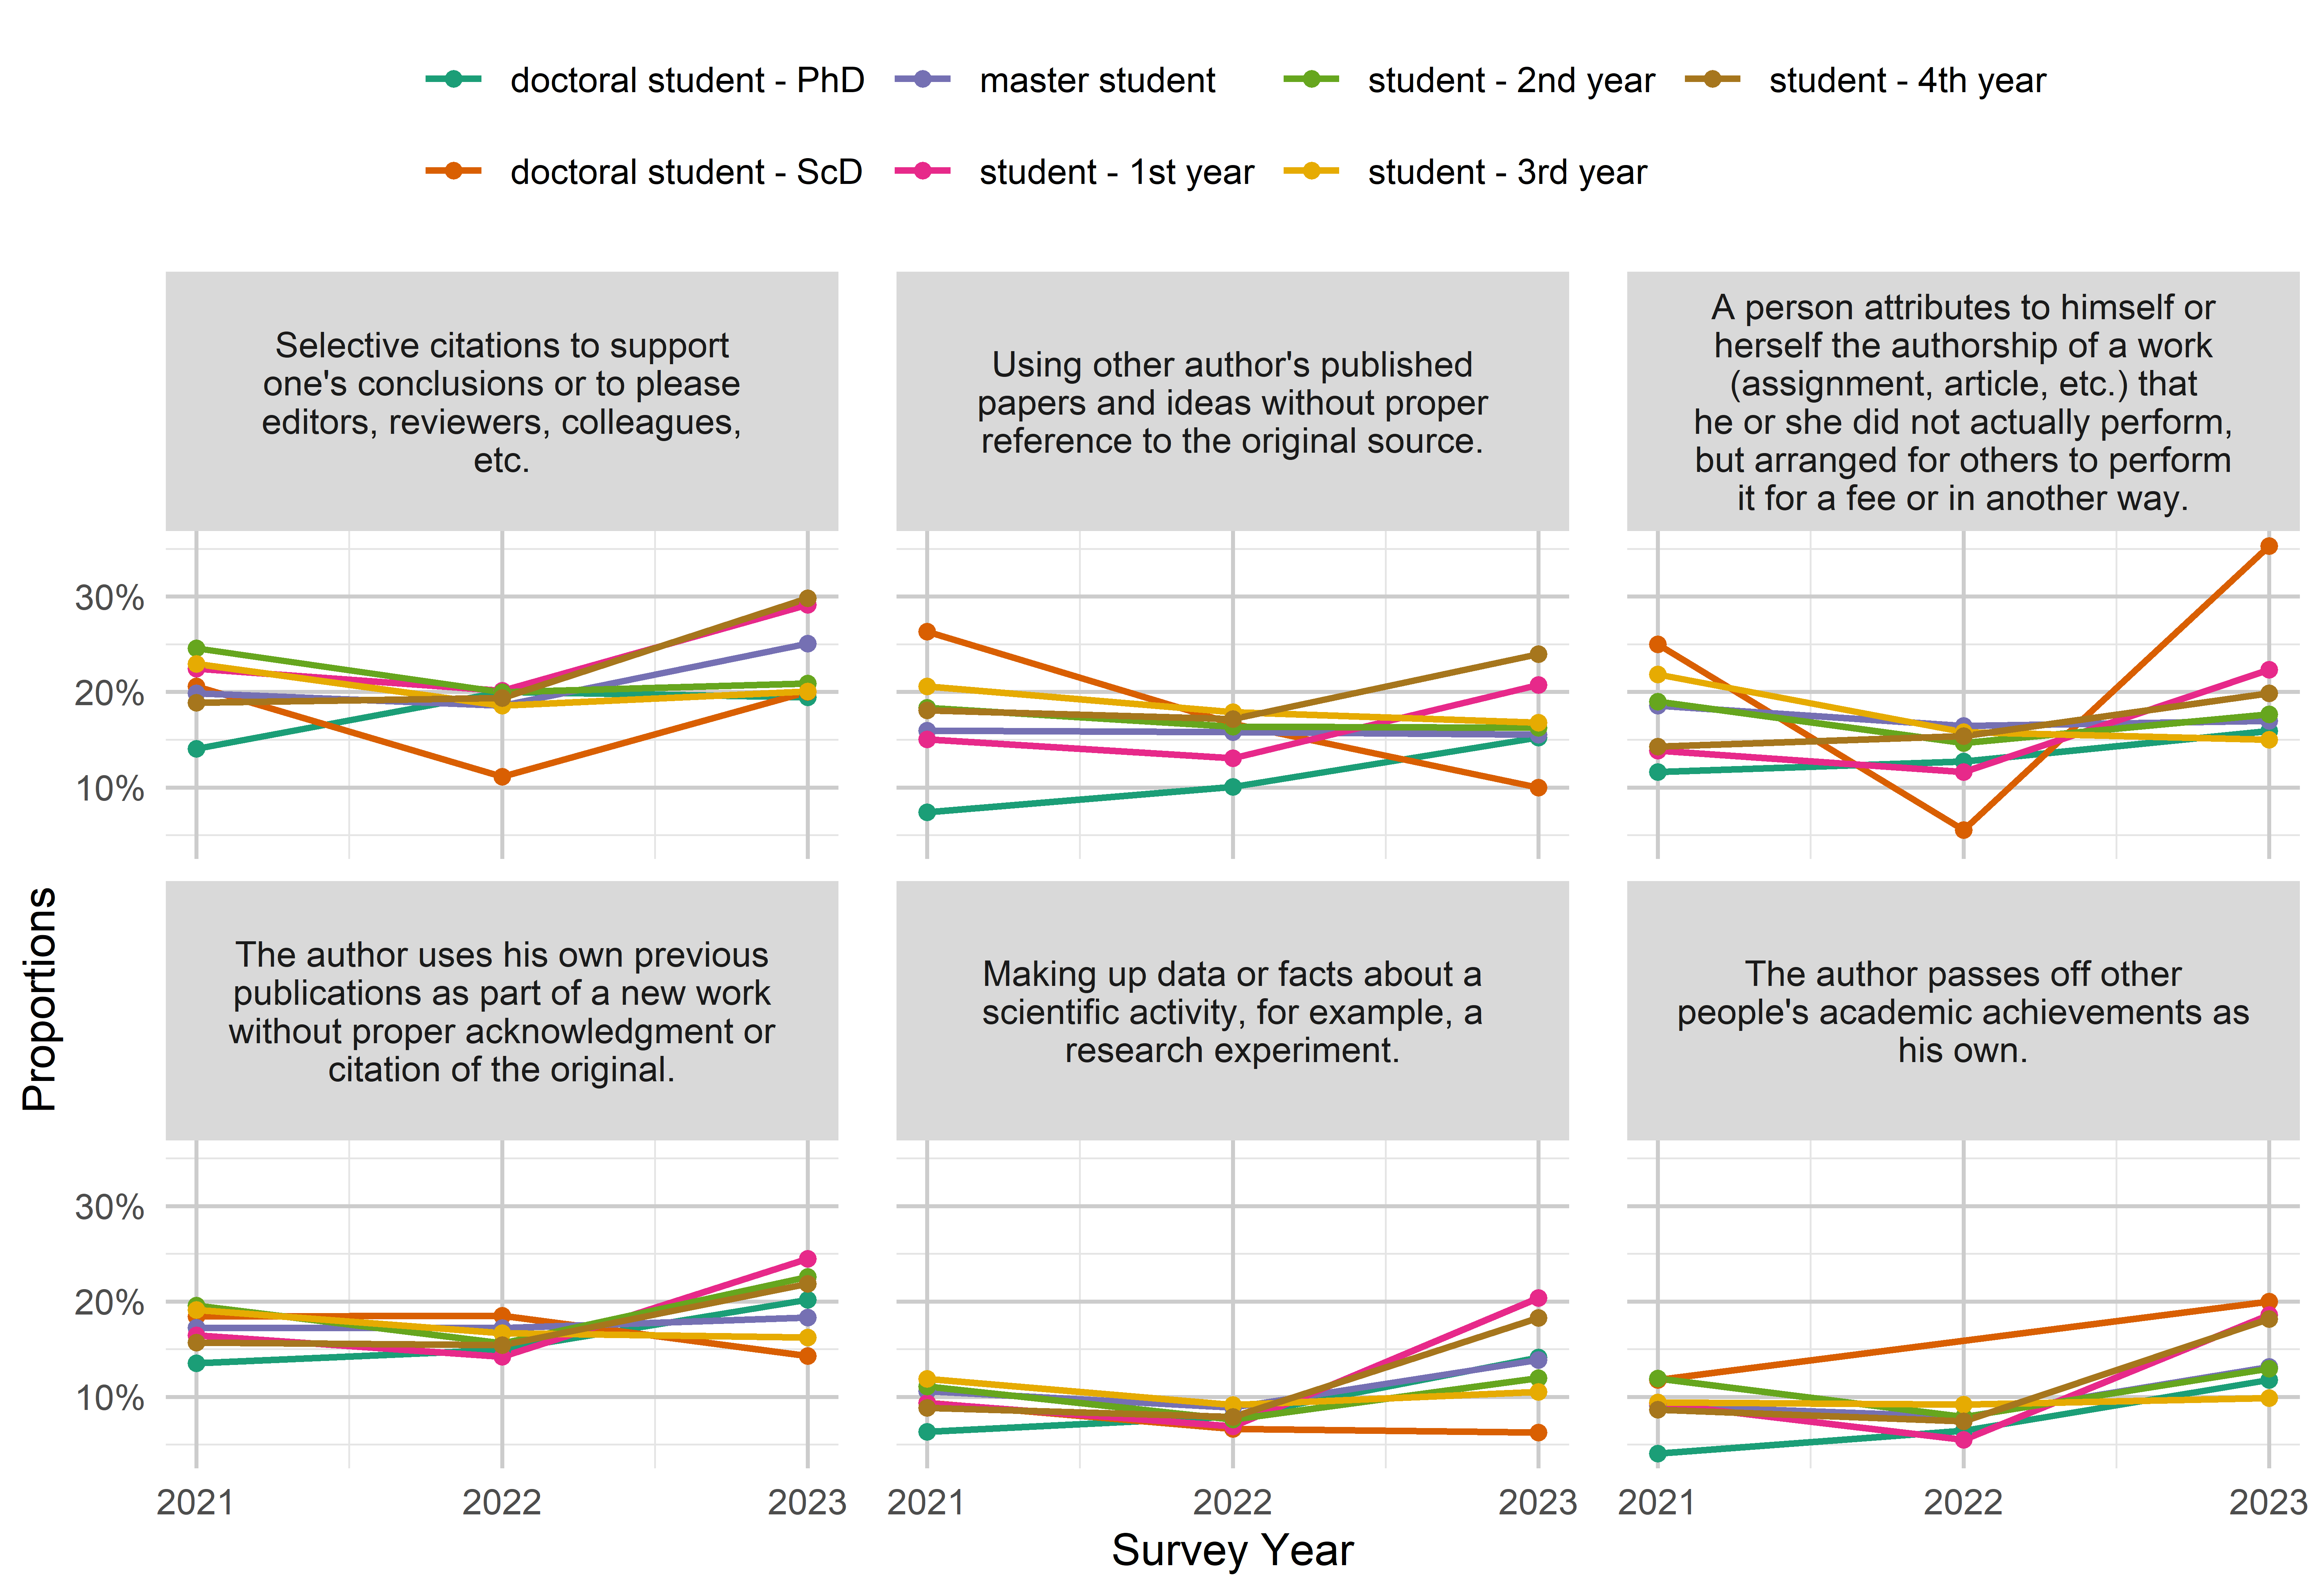 doctoral student - PhD
master student
student - 2nd year
student - 4th year
doctoral student - ScD
student - 1st year
student - 3rd year
Selective citations to support
one's conclusions or to please
editors, reviewers, colleagues,
etc.
Using other author's published
papers and ideas without proper
reference to the original source.
A person attributes to himself or
herself the authorship of a work
(assignment, article, etc.) that
he or she did not actually perform,
but arranged for others to perform
it for a fee or in another way.
30%
20%
10%
The author uses his own previous
publications as part of a new work
without proper acknowledgment or
citation of the original.
Making up data or facts about a
scientific activity, for example, a
research experiment.
The author passes off other
people's academic achievements as
his own.
30%
20%
10%
Proportions
2021
2022
2023
2021
2022
2023
2021
2022
2023
Survey Year